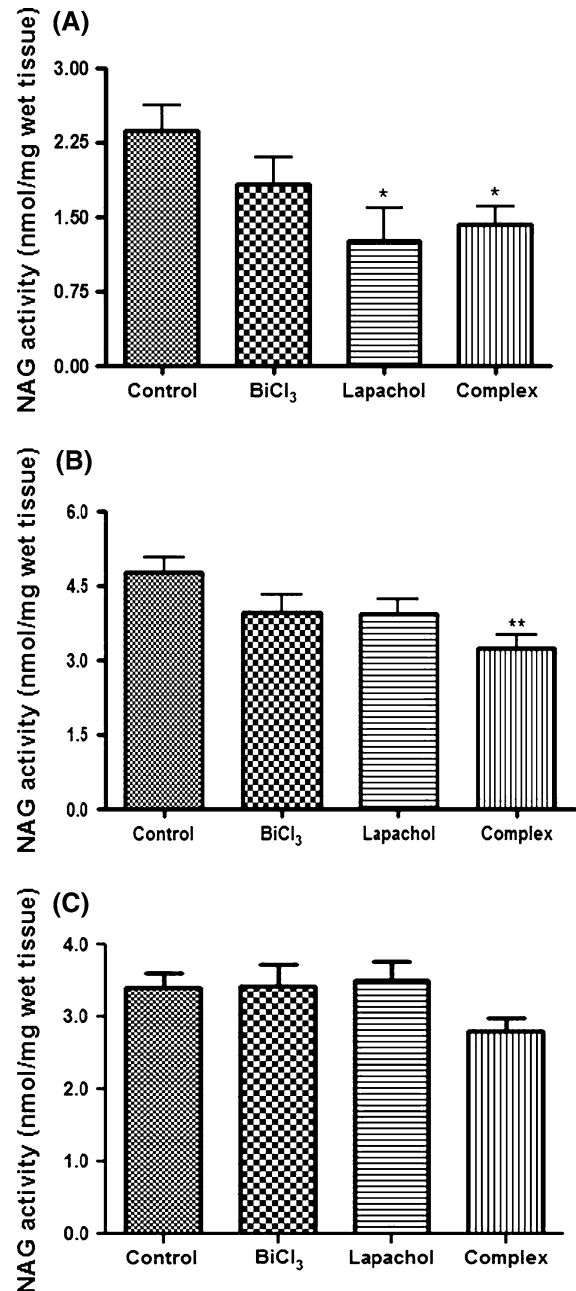 (A)
NAG activity (nmol/mg wet tissue)
3.00
2.25
1.50
0.75
0.00
*
*
Control BiCl₃ Lapachol Complex
(B)
NAG activity (nmol/mg wet tissue)
6.0
4.5
3.0
1.5
0.0
**
Control BiCl₃ Lapachol Complex
(C)
NAG activity (nmol/mg wet tissue)
4.0
3.0
2.0
1.0
0.0
Control BiCl₃ Lapachol Complex